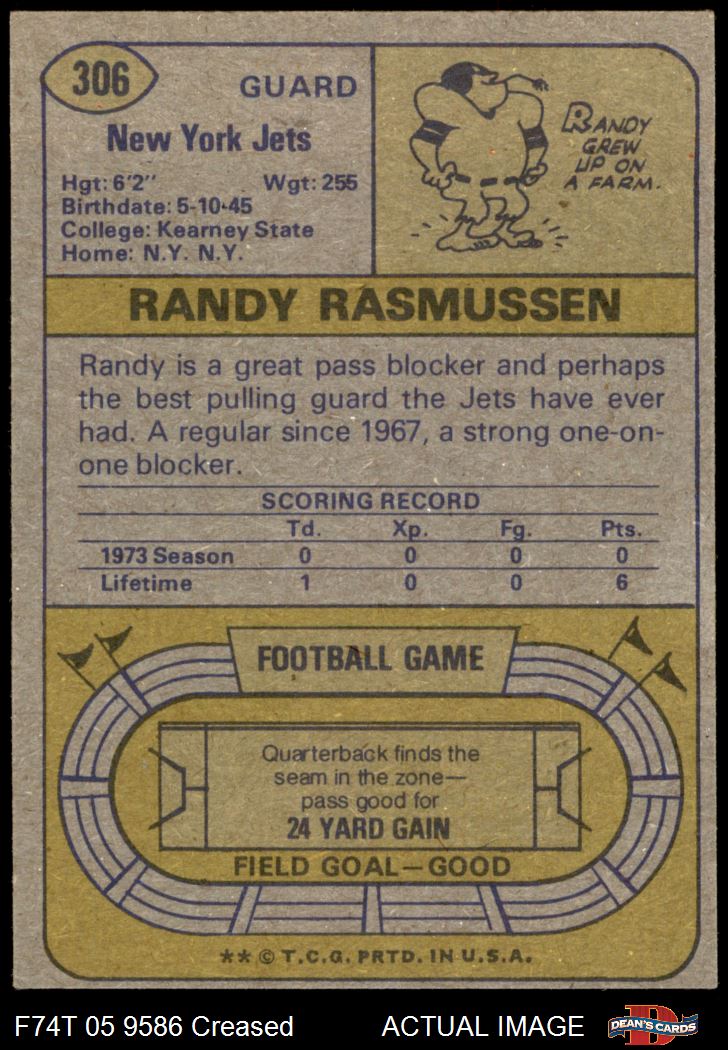 306
GUARD
New York Jets
Hgt: 6'2" Wgt: 255
Birthdate: 5-10-45
College: Kearney State
Home: N.Y. N.Y.
RANDY
GREW
UP ON
A FARM.
RANDY RASMUSSEN
Randy is a great pass blocker and perhaps
the best pulling guard the Jets have ever
had. A regular since 1967, a strong one-on-
one blocker.
SCORING RECORD
Td. Xp. Fg. Pts.
1973 Season 0 0 0 0
Lifetime 1 0 0 6
FOOTBALL GAME
Quarterback finds the
seam in the zone—
pass good for
24 YARD GAIN
FIELD GOAL—GOOD
** © T.C.G. PRTD. IN U.S.A.
F74T 05 9586 Creased ACTUAL IMAGE
D
DEAN'S CARDS